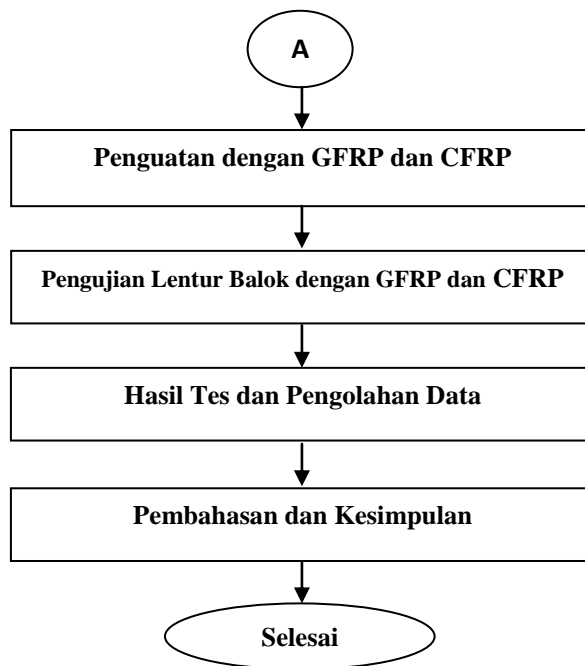 A
Penguatan dengan GFRP dan CFRP
Pengujian Lentur Balok dengan GFRP dan CFRP
Hasil Tes dan Pengolahan Data
Pembahasan dan Kesimpulan
Selesai